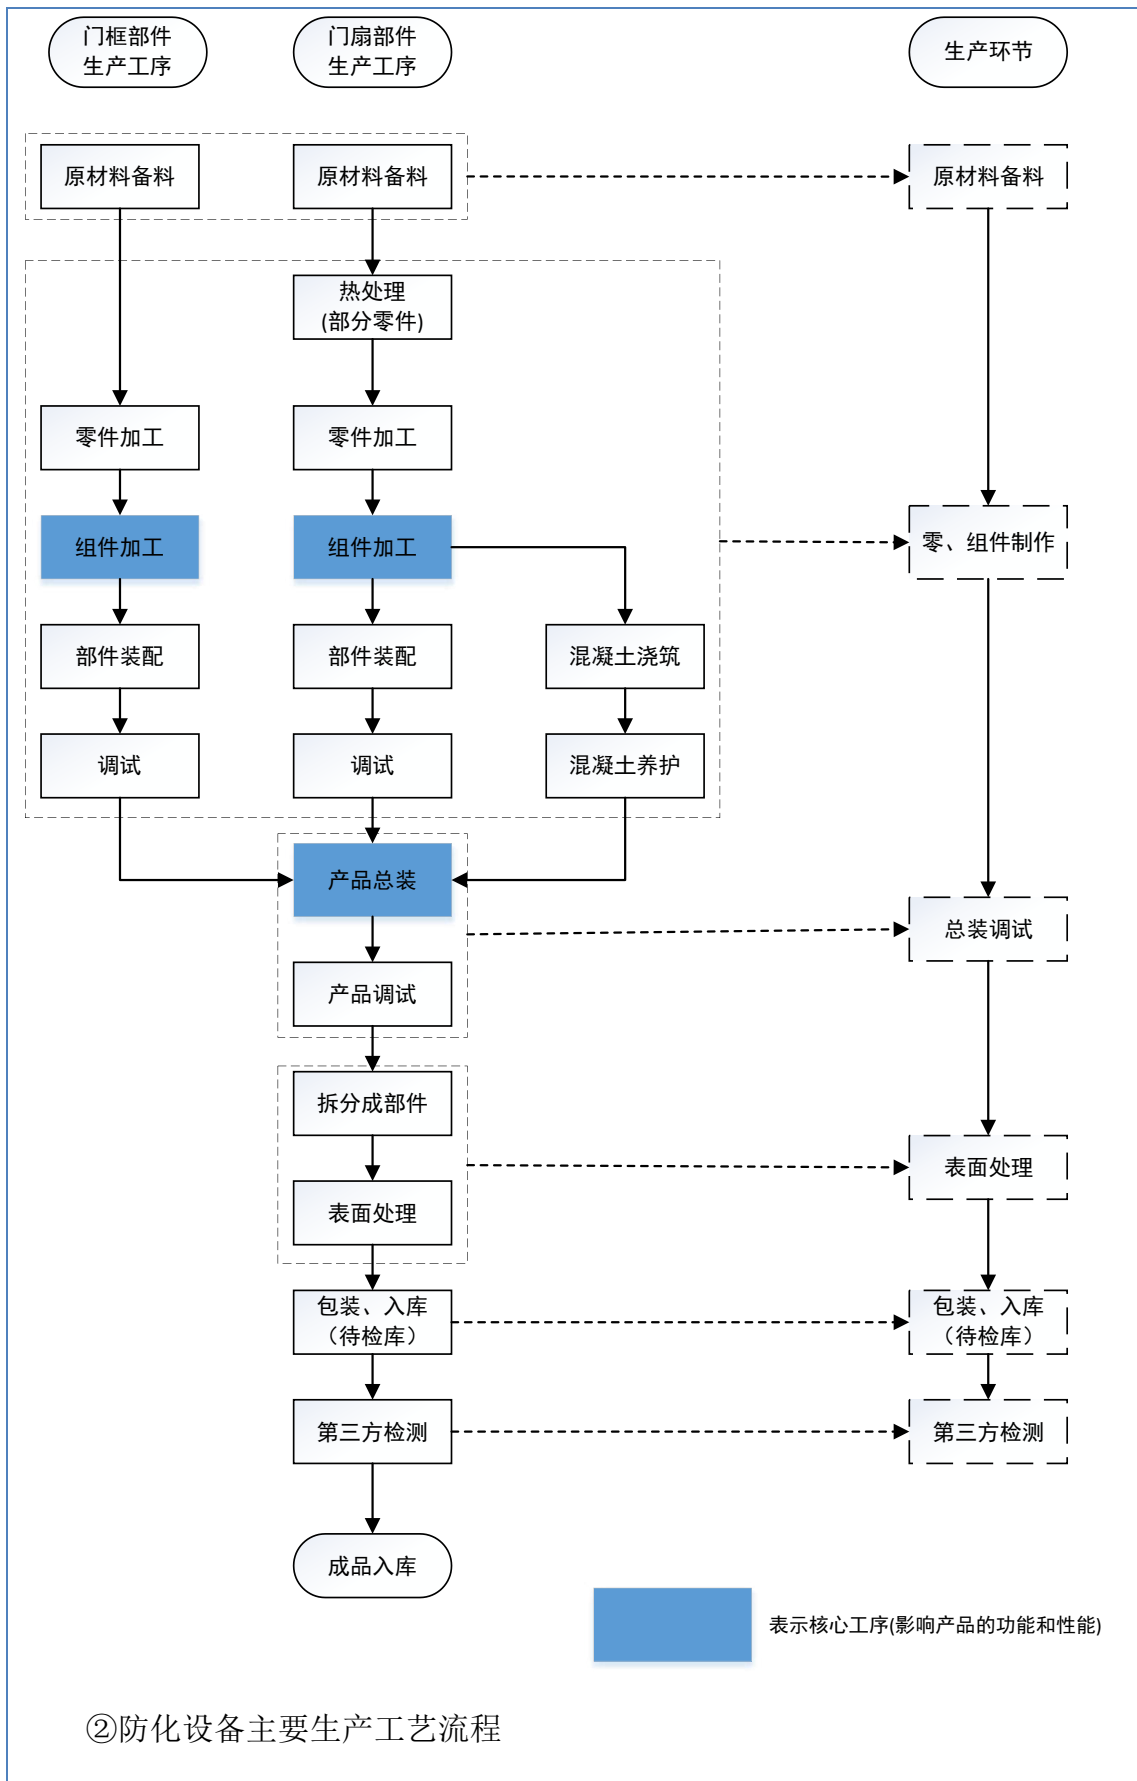 门框部件
生产工序
门扇部件
生产工序
生产环节
原材料备料
原材料备料
原材料备料
热处理
(部分零件)
零件加工
零件加工
组件加工
组件加工
零、组件制作
部件装配
部件装配
混凝土浇筑
调试
调试
混凝土养护
产品总装
总装调试
产品调试
拆分成部件
表面处理
表面处理
包装、入库
（待检库）
包装、入库
（待检库）
第三方检测
第三方检测
成品入库
表示核心工序(影响产品的功能和性能)
②防化设备主要生产工艺流程